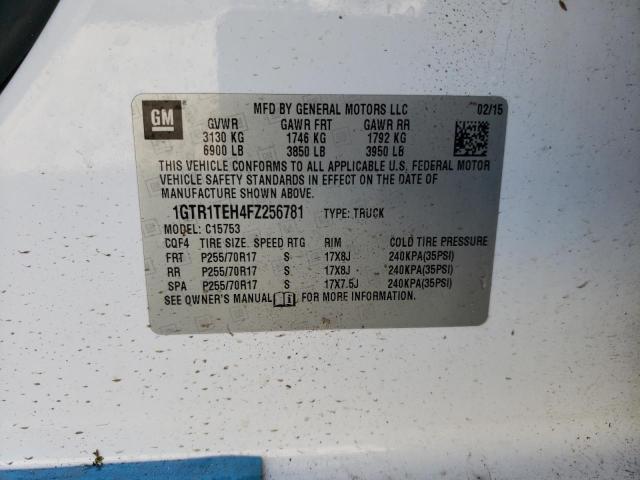 GM MFD BY GENERAL MOTORS LLC 02/15
GVWR GAWR FRT GAWR RR
3130 KG 1746 KG 1792 KG
6900 LB 3850 LB 3950 LB
THIS VEHICLE CONFORMS TO ALL APPLICABLE U.S. FEDERAL MOTOR
VEHICLE SAFETY STANDARDS IN EFFECT ON THE DATE OF
MANUFACTURE SHOWN ABOVE.
1GTR1TEH4FZ256781 TYPE: TRUCK
MODEL: C15753
CQF4 TIRE SIZE SPEED RTG RIM COLD TIRE PRESSURE
FRT P255/70R17 S 17X8J 240KPA(35PSI)
RR P255/70R17 S 17X8J 240KPA(35PSI)
SPA P255/70R17 S 17X7.5J 240KPA(35PSI)
SEE OWNER'S MANUAL FOR MORE INFORMATION.